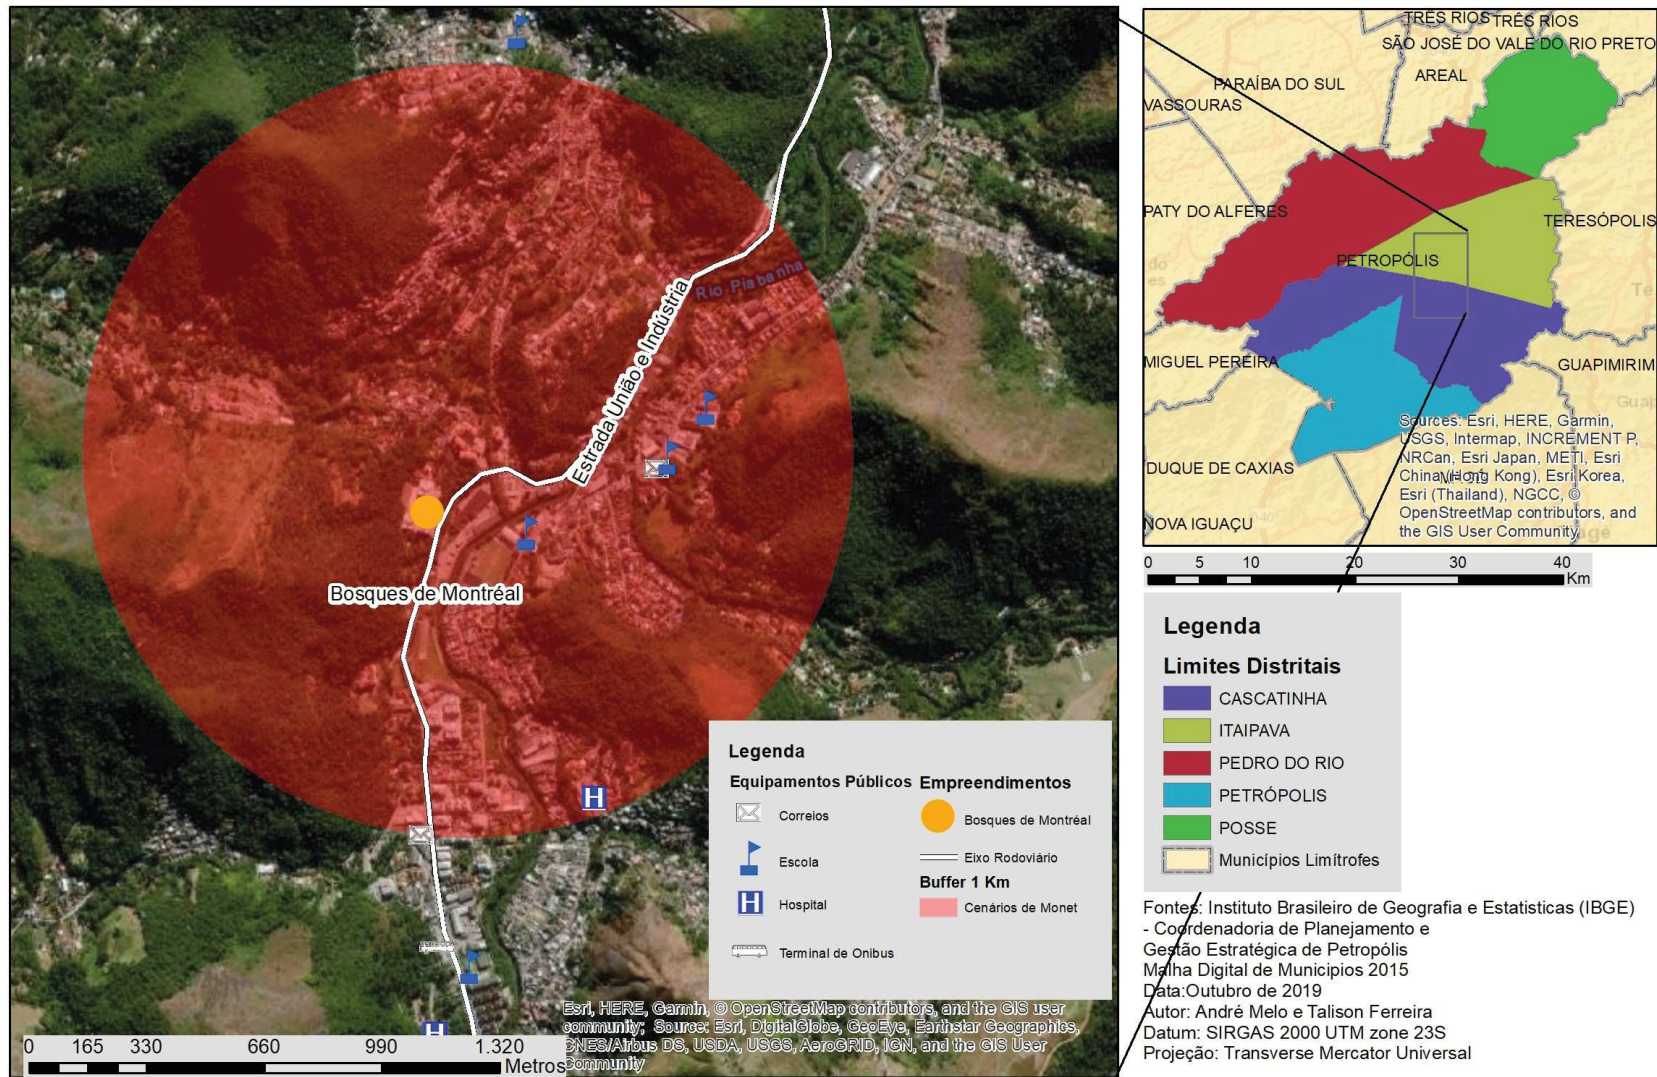 Rio Piabanha
Estrada União e Indústria
Bosques de Montréal
Legenda
Equipamentos Públicos
Correios
Escola
Hospital
Terminal de Onibus
Empreendimentos
Bosques de Montréal
Eixo Rodoviário
Buffer 1 Km
Cenários de Monet
Esri, HERE, Garmin, © OpenStreetMap contributors, and the GIS user
community; Source: Esri, DigitalGlobe, GeoEye, Earthstar Geographics,
CNES/Airbus DS, USDA, USGS, AeroGRID, IGN, and the GIS User
Community
0 165 330 660 990 1.320
Metros
TRÊS RIOS TRÊS RIOS
SÃO JOSÉ DO VALE DO RIO PRETO
AREAL
PARAÍBA DO SUL
VASSOURAS
PATY DO ALFERES
TERESÓPOLIS
PETROPÓLIS
MIGUEL PEREIRA
GUAPIMIRIM
DUQUE DE CAXIAS
NOVA IGUAÇU
Sources: Esri, HERE, Garmin,
USGS, Intermap, INCREMENT P,
NRCan, Esri Japan, METI, Esri
China (Hong Kong), Esri Korea,
Esri (Thailand), NGCC, ©
OpenStreetMap contributors, and
the GIS User Community
0 5 10 20 30 40
Km
Legenda
Limites Distritais
CASCATINHA
ITAIPAVA
PEDRO DO RIO
PETRÓPOLIS
POSSE
Municípios Limítrofes
Fontes: Instituto Brasileiro de Geografia e Estatisticas (IBGE)
- Coordenadoria de Planejamento e
Gestão Estratégica de Petropólis
Malha Digital de Municipios 2015
Data:Outubro de 2019
Autor: André Melo e Talison Ferreira
Datum: SIRGAS 2000 UTM zone 23S
Projeção: Transverse Mercator Universal